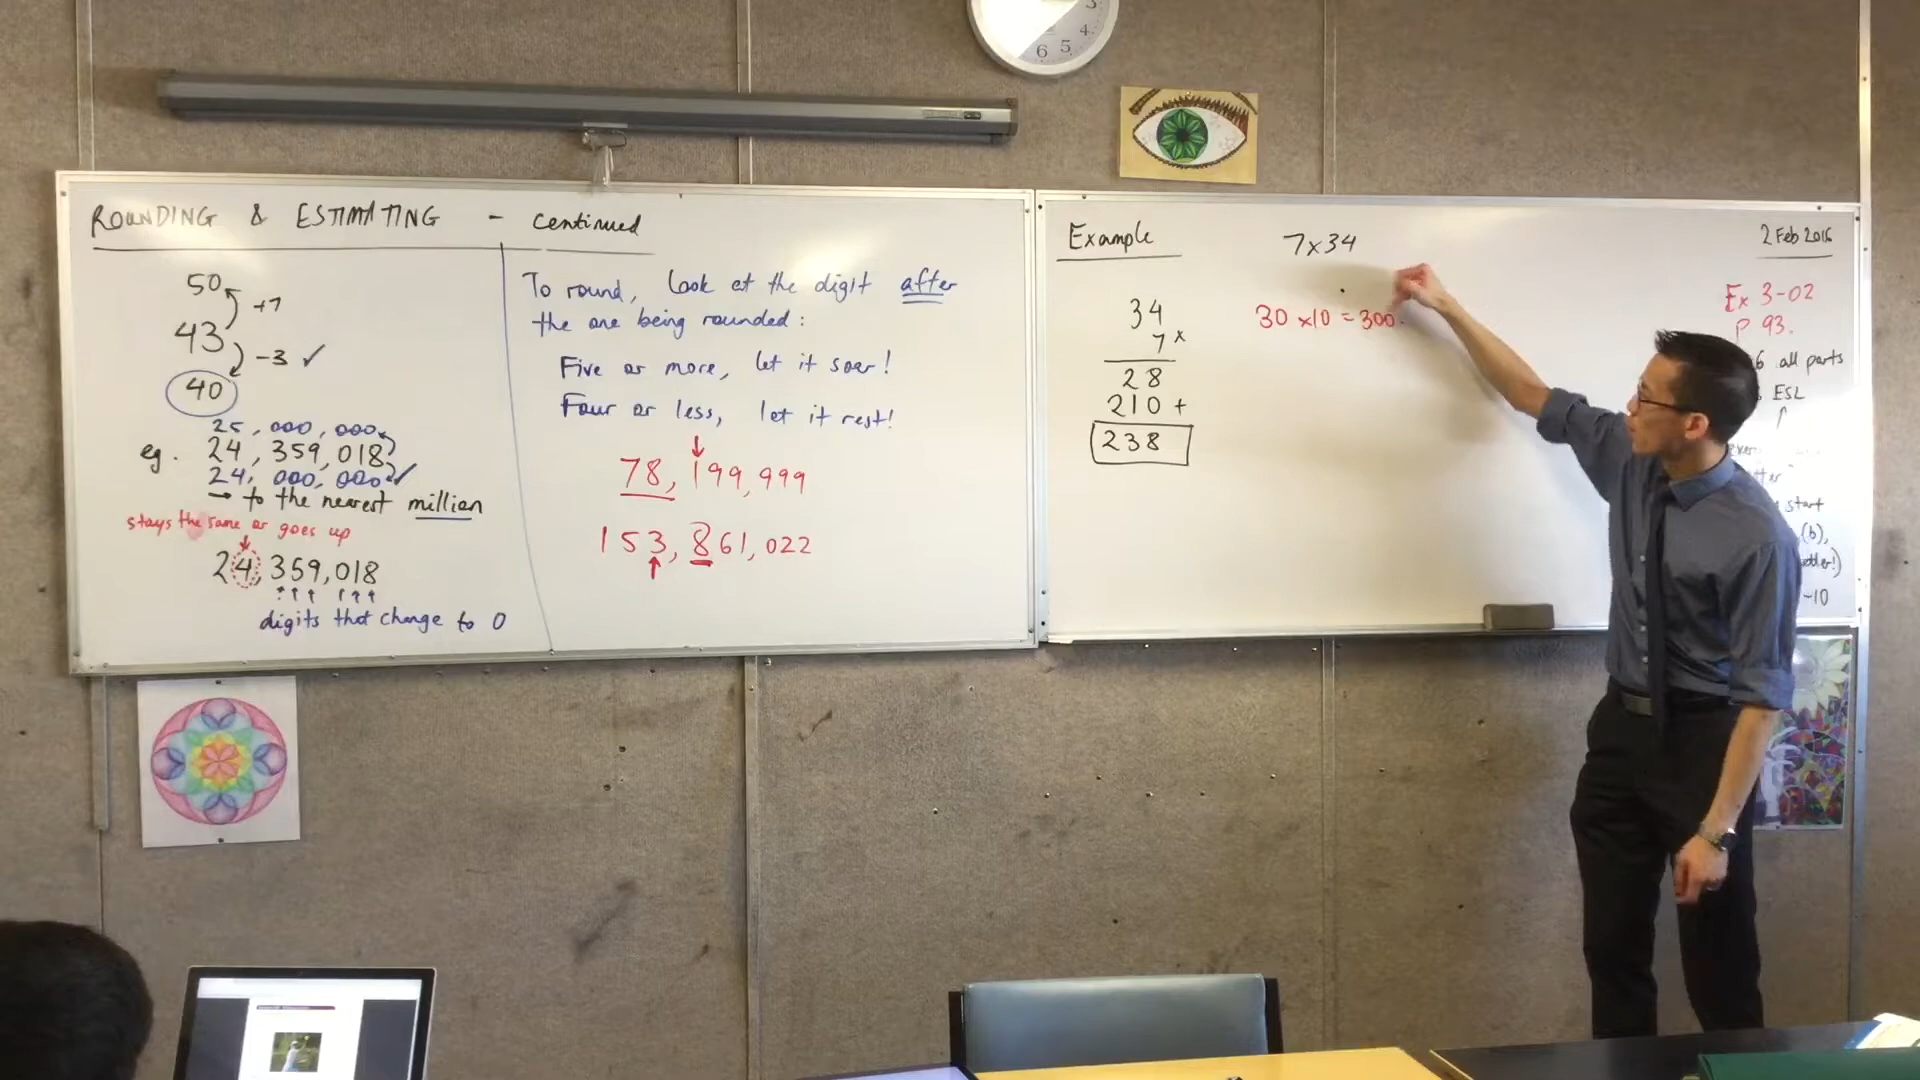 ROUNDING & ESTIMATING - continued
50
+7
43
-3 ✓
40
25,000,000
eg. 24,359,018
24,000,000 ✓
→ to the nearest million
stays the same or goes up
24,359,018
digits that change to 0
To round, look at the digit after
the one being rounded:
Five or more, let it soar!
Four or less, let it rest!
78,199,999
153,861,022
Example
34
7 x
28
210 +
238
7x34
30 x10 = 300.
2 Feb 2016
Ex 3-02
p 93.
6 all parts
ESL
start
(b),
-10
3
4
5
6